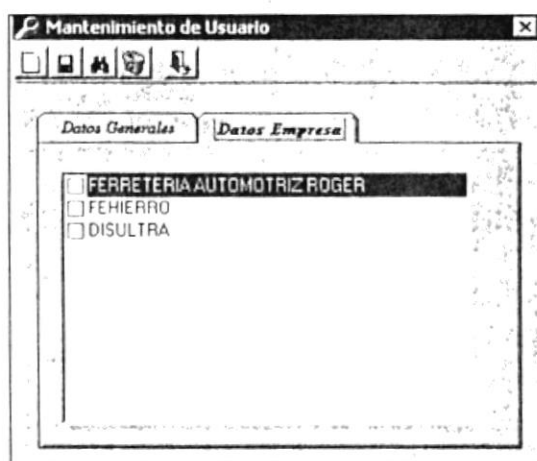 Mantenimiento de Usuario
Datos Generales Datos Empresa
FERRETERIA AUTOMOTRIZ ROGER
FEHIERRO
DISULTRA